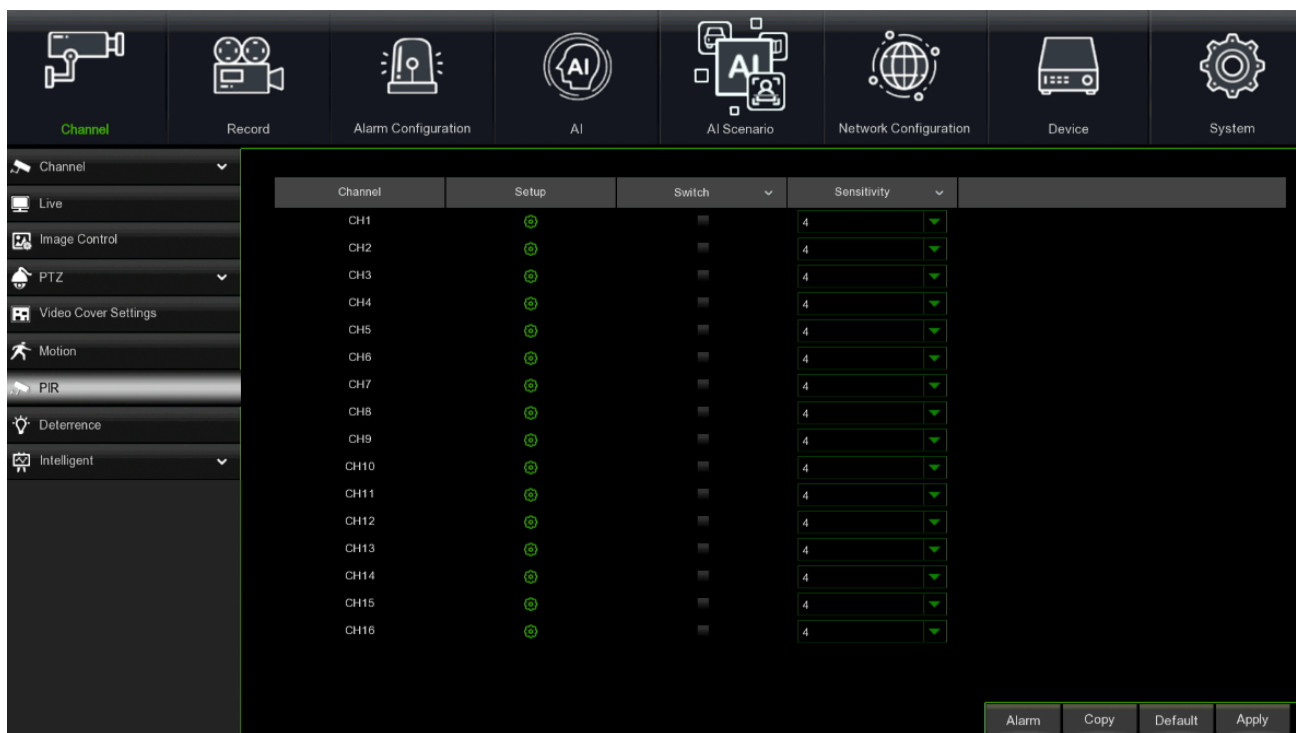 AI
AI
Channel Record Alarm Configuration AI AI Scenario Network Configuration Device System
Channel
Live
Image Control
PTZ
Video Cover Settings
Motion
PIR
Deterrence
Intelligent
Channel Setup Switch Sensitivity
CH1 4
CH2 4
CH3 4
CH4 4
CH5 4
CH6 4
CH7 4
CH8 4
CH9 4
CH10 4
CH11 4
CH12 4
CH13 4
CH14 4
CH15 4
CH16 4
Alarm Copy Default Apply